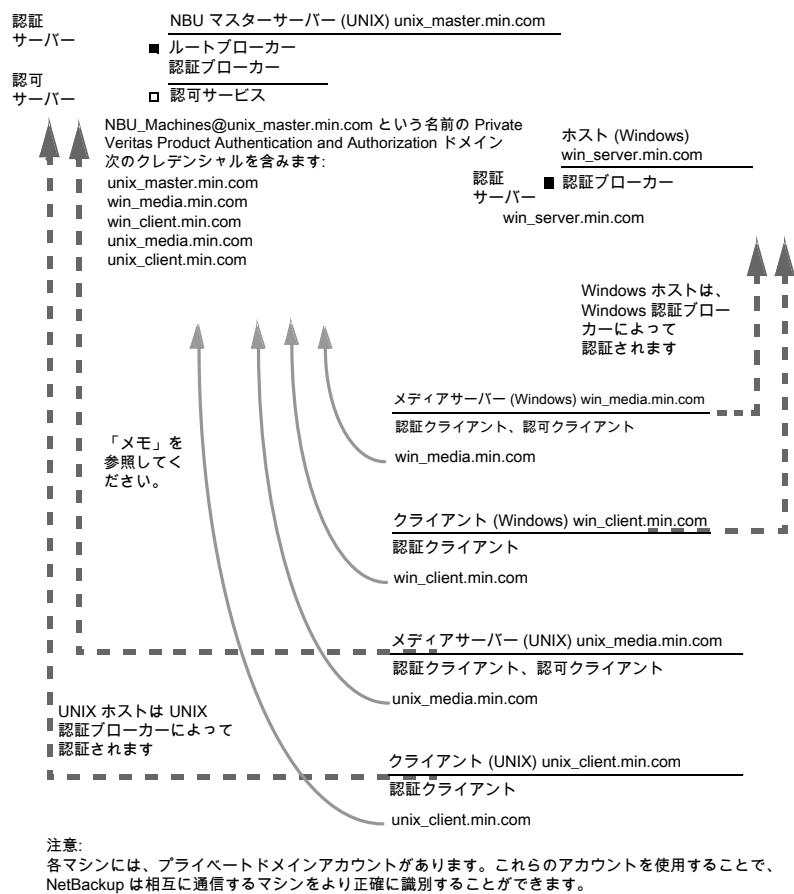 認証
サーバー
NBU マスターサーバー (UNIX) unix_master.min.com
ルートブローカー
認証ブローカー
認可
サーバー
認可サービス
NBU_Machines@unix_master.min.com という名前の Private
Veritas Product Authentication and Authorization ドメイン
次のクレデンシャルを含みます:
unix_master.min.com
win_media.min.com
win_client.min.com
unix_media.min.com
unix_client.min.com
ホスト (Windows)
win_server.min.com
認証
サーバー
認証ブローカー
win_server.min.com
Windows ホストは、
Windows 認証ブロー
カーによって
認証されます
メディアサーバー (Windows) win_media.min.com
認証クライアント、認可クライアント
win_media.min.com
「メモ」を
参照してく
ださい。
クライアント (Windows) win_client.min.com
認証クライアント
win_client.min.com
メディアサーバー (UNIX) unix_media.min.com
認証クライアント、認可クライアント
unix_media.min.com
UNIX ホストは UNIX
認証ブローカーによって
認証されます
クライアント (UNIX) unix_client.min.com
認証クライアント
unix_client.min.com
注意:
各マシンには、プライベートドメインアカウントがあります。これらのアカウントを使用することで、
NetBackup は相互に通信するマシンをより正確に識別することができます。